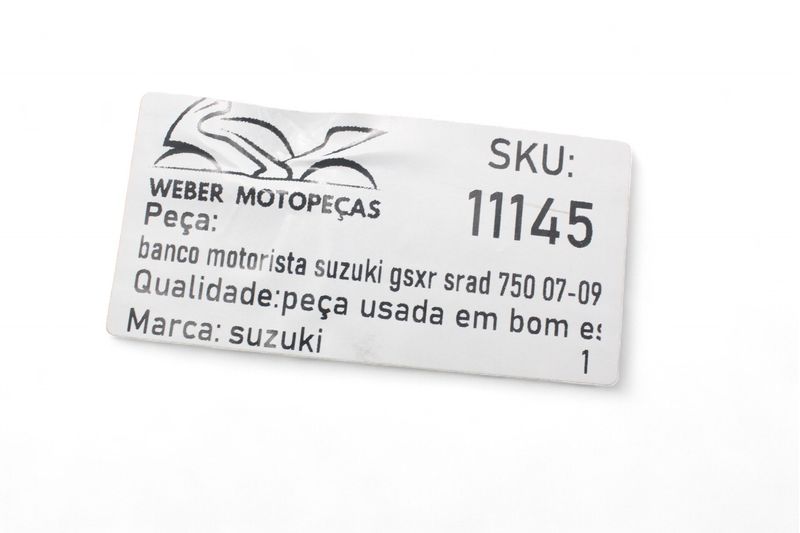 WEBER MOTOPEÇAS
SKU:
11145
Peça:
banco motorista suzuki gsxr srad 750 07-09
Qualidade:peça usada em bom es
Marca: suzuki
1